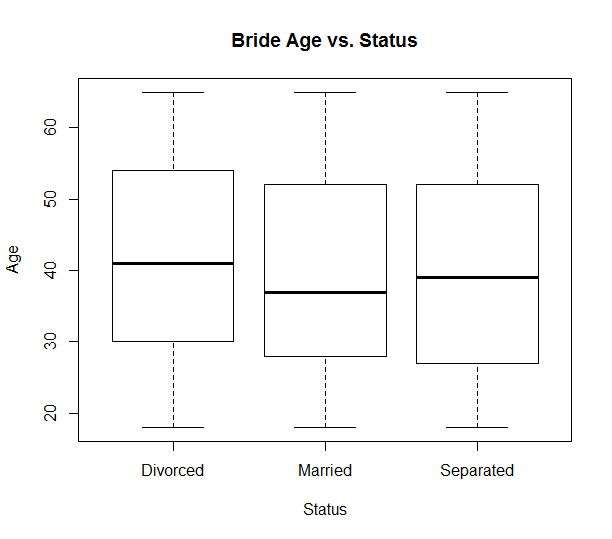 Bride Age vs. Status
Age
60
50
40
30
20
Divorced Married Separated
Status